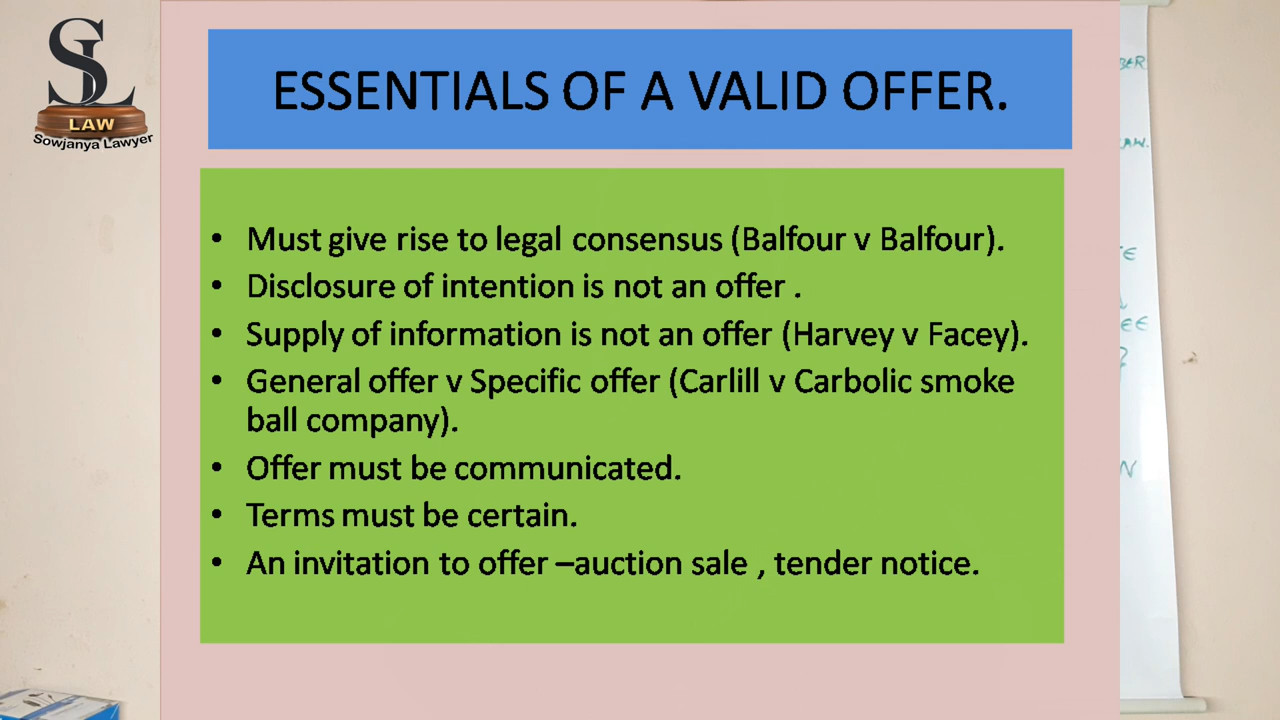 SL
LAW
Sowjanya Lawyer
ESSENTIALS OF A VALID OFFER.
• Must give rise to legal consensus (Balfour v Balfour).
• Disclosure of intention is not an offer .
• Supply of information is not an offer (Harvey v Facey).
• General offer v Specific offer (Carlill v Carbolic smoke
ball company).
• Offer must be communicated.
• Terms must be certain.
• An invitation to offer –auction sale , tender notice.